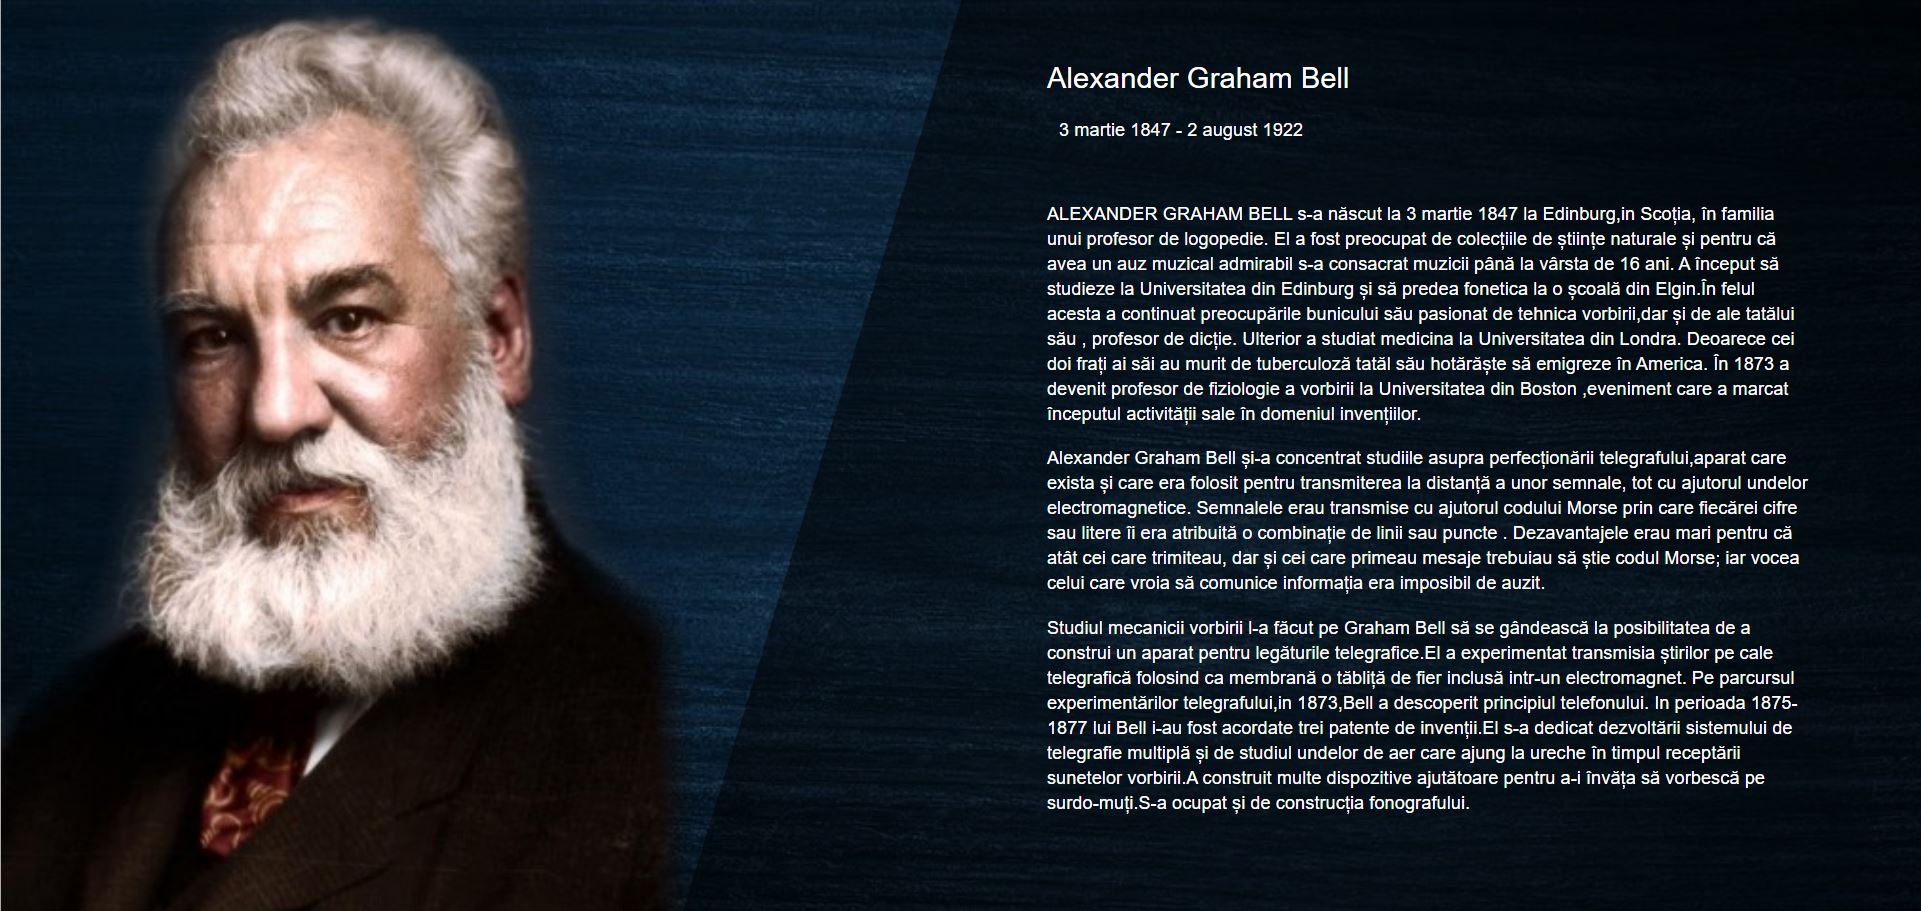 Alexander Graham Bell
3 martie 1847 - 2 august 1922
ALEXANDER GRAHAM BELL s-a născut la 3 martie 1847 la Edinburg,in Scoția, în familia
unui profesor de logopedie. El a fost preocupat de colecțiile de științe naturale și pentru că
avea un auz muzical admirabil s-a consacrat muzicii până la vârsta de 16 ani. A început să
studieze la Universitatea din Edinburg și să predea fonetica la o școală din Elgin.În felul
acesta a continuat preocupările bunicului său pasionat de tehnica vorbirii,dar și de ale tatălui
său , profesor de dicție. Ulterior a studiat medicina la Universitatea din Londra. Deoarece cei
doi frați ai săi au murit de tuberculoză tatăl său hotărăște să emigreze în America. În 1873 a
devenit profesor de fiziologie a vorbirii la Universitatea din Boston ,eveniment care a marcat
începutul activității sale în domeniul invențiilor.
Alexander Graham Bell și-a concentrat studiile asupra perfecționării telegrafului,aparat care
exista și care era folosit pentru transmiterea la distanță a unor semnale, tot cu ajutorul undelor
electromagnetice. Semnalele erau transmise cu ajutorul codului Morse prin care fiecărei cifre
sau litere îi era atribuită o combinație de linii sau puncte . Dezavantajele erau mari pentru că
atât cei care trimiteau, dar și cei care primeau mesaje trebuiau să știe codul Morse; iar vocea
celui care vroia să comunice informația era imposibil de auzit.
Studiul mecanicii vorbirii l-a făcut pe Graham Bell să se gândească la posibilitatea de a
construi un aparat pentru legăturile telegrafice.El a experimentat transmisia știrilor pe cale
telegrafică folosind ca membrană o tăbliță de fier inclusă intr-un electromagnet. Pe parcursul
experimentărilor telegrafului,in 1873,Bell a descoperit principiul telefonului. In perioada 1875-
1877 lui Bell i-au fost acordate trei patente de invenții.El s-a dedicat dezvoltării sistemului de
telegrafie multiplă și de studiul undelor de aer care ajung la ureche în timpul receptării
sunetelor vorbirii.A construit multe dispozitive ajutătoare pentru a-i învăța să vorbescă pe
surdo-muți.S-a ocupat și de construcția fonografului.